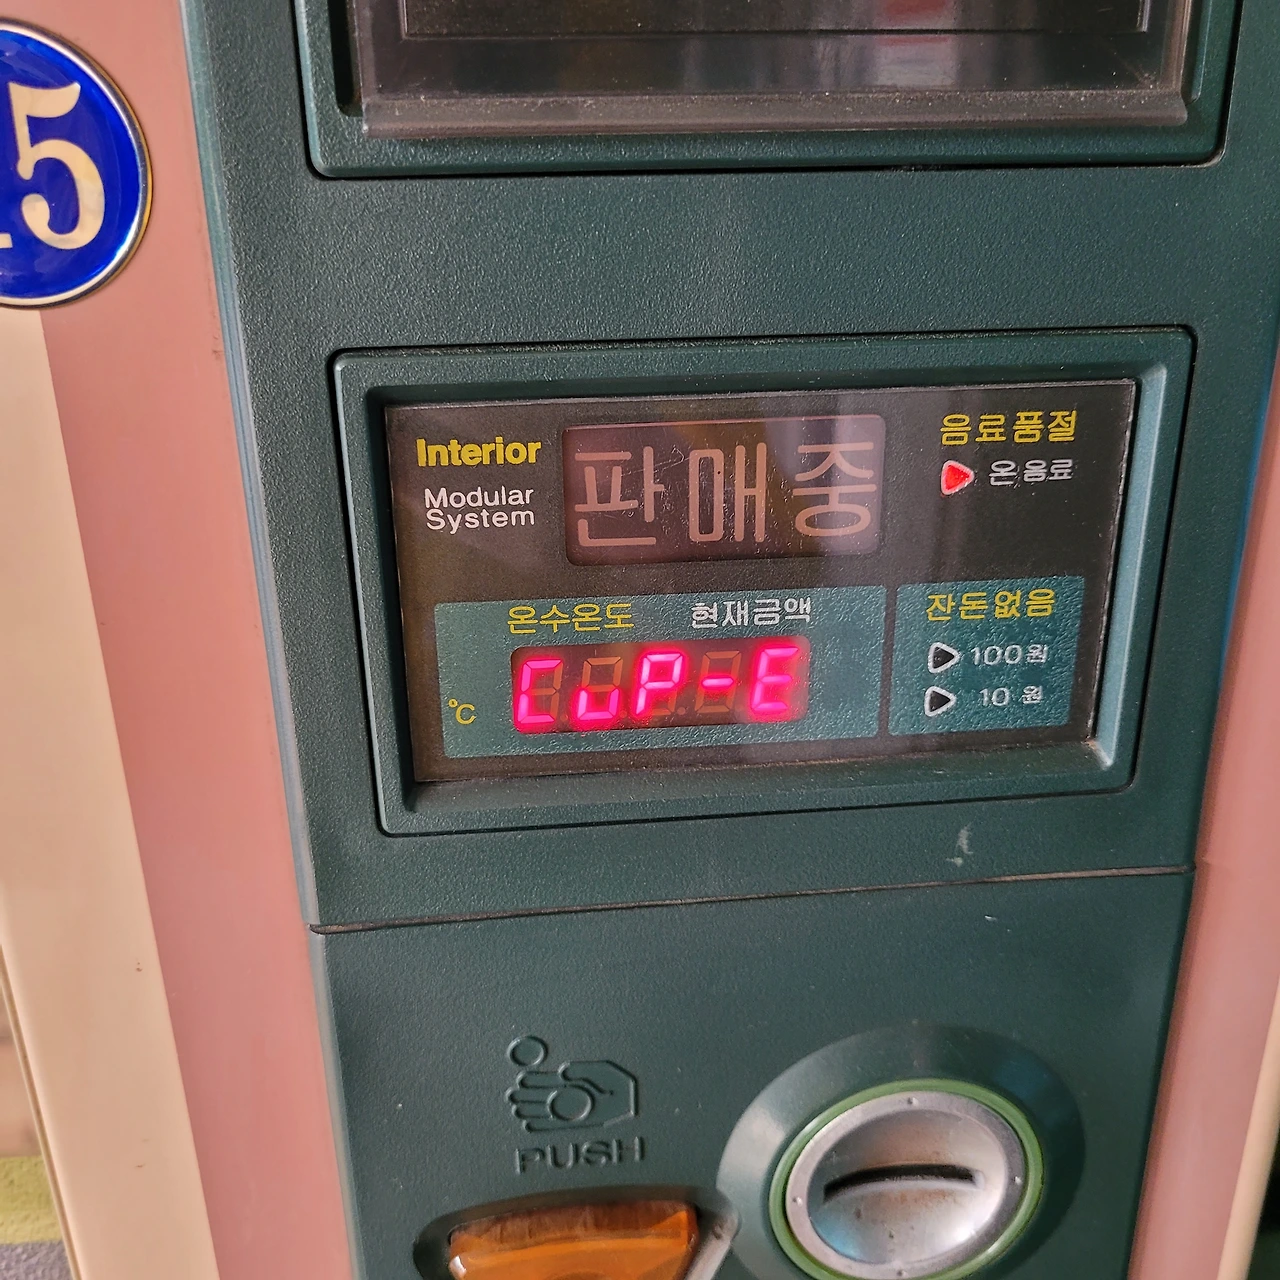 15
Interior
Modular
System
판매중
음료품절
온음료
온수온도 현재금액
CuP-E
°C
잔돈없음
100원
10원
PUSH